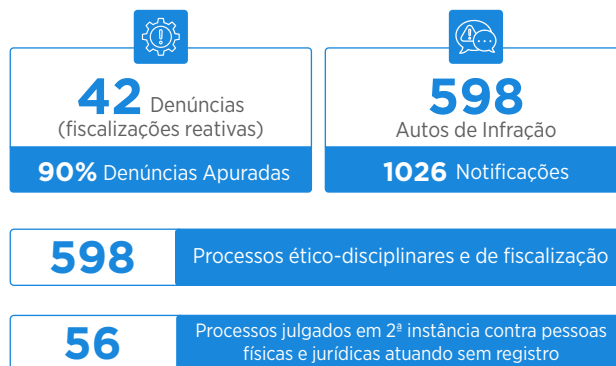 42 Denúncias
(fiscalizações reativas)
90% Denúncias Apuradas
598
Autos de Infração
1026 Notificações
598 Processos ético-disciplinares e de fiscalização
56 Processos julgados em 2ª instância contra pessoas
físicas e jurídicas atuando sem registro